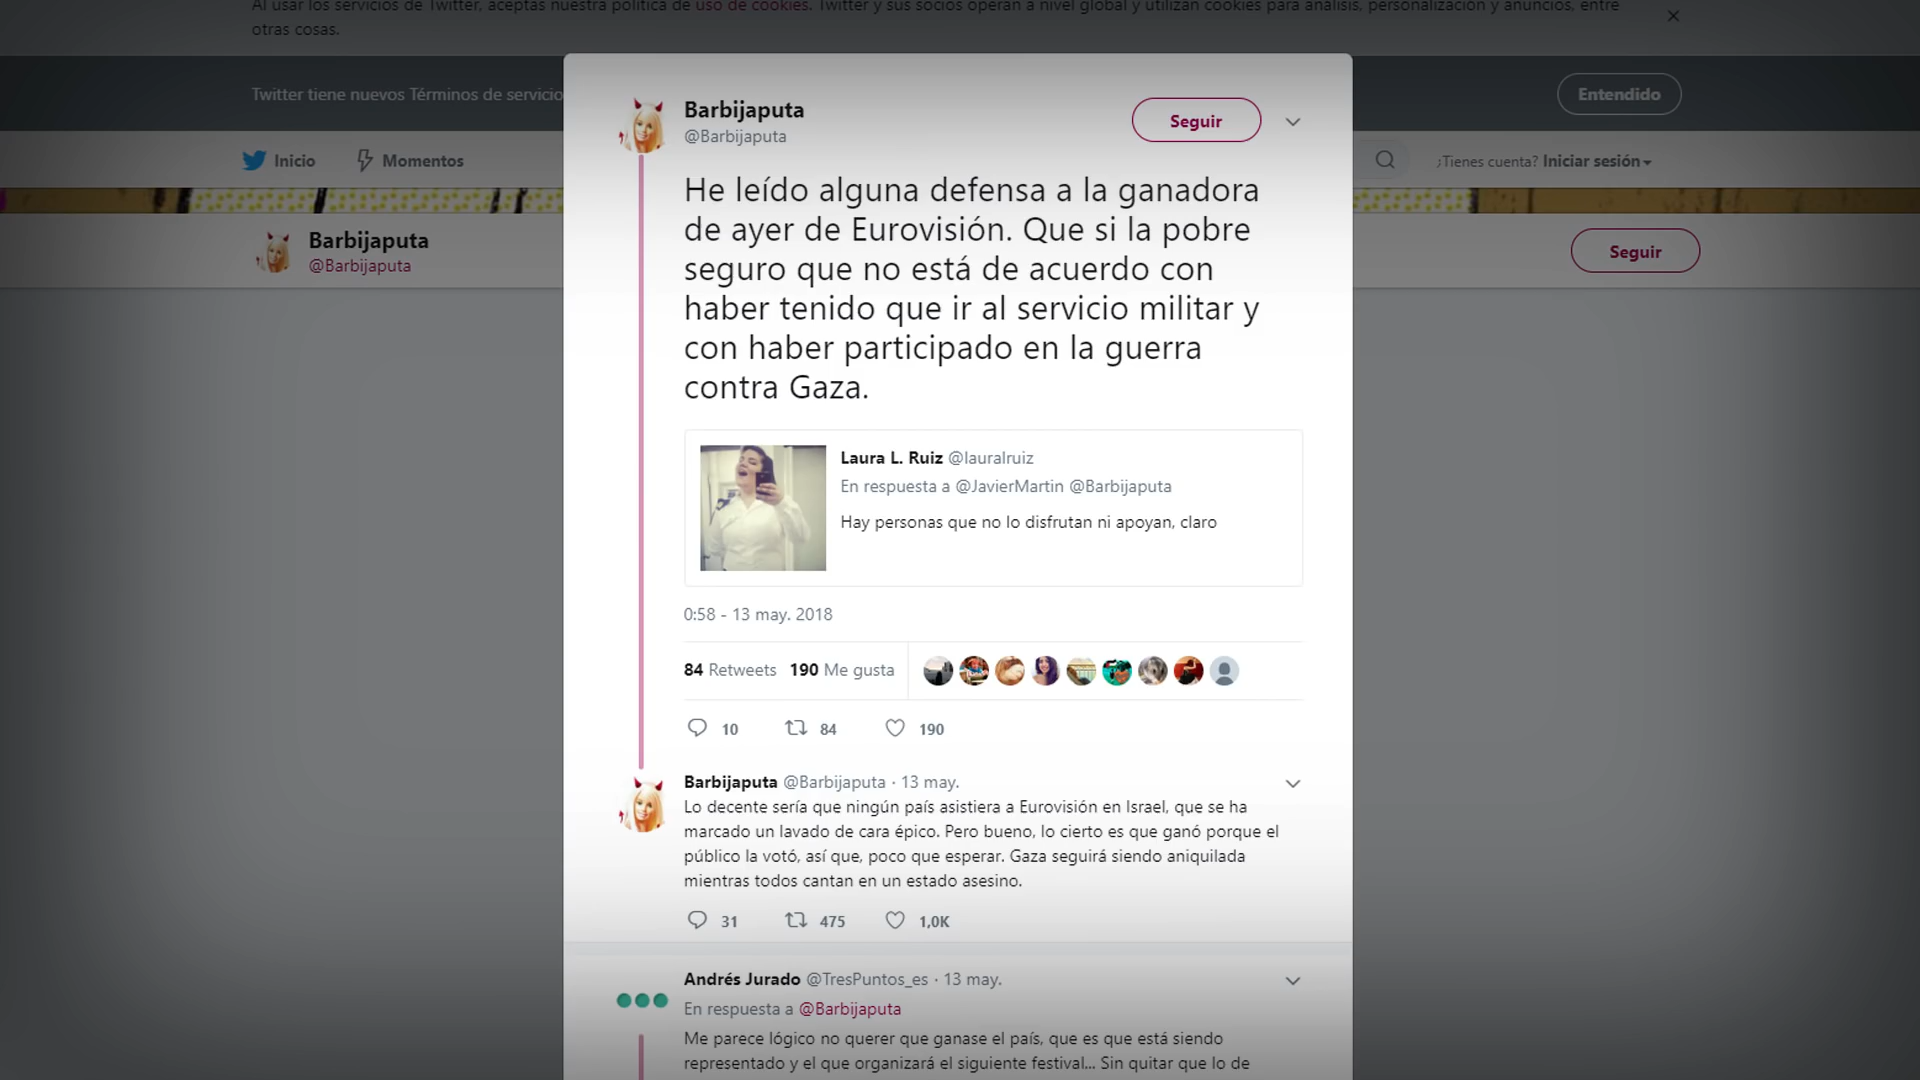 Al usar los servicios de Twitter, aceptas nuestra política de uso de cookies. Twitter y sus socios operan a nivel global y utilizan cookies para análisis, personalización y anuncios, entre
otras cosas.
Twitter tiene nuevos Términos de servicio
Entendido
Inicio
Momentos
¿Tienes cuenta? Iniciar sesión
Barbijaputa
@Barbijaputa
Seguir
Barbijaputa
@Barbijaputa
Seguir
He leído alguna defensa a la ganadora
de ayer de Eurovisión. Que si la pobre
seguro que no está de acuerdo con
haber tenido que ir al servicio militar y
con haber participado en la guerra
contra Gaza.
Laura L. Ruiz @lauralruiz
En respuesta a @JavierMartin @Barbijaputa
Hay personas que no lo disfrutan ni apoyan, claro
0:58 - 13 may. 2018
84 Retweets 190 Me gusta
10 84 190
Barbijaputa @Barbijaputa · 13 may.
Lo decente sería que ningún país asistiera a Eurovisión en Israel, que se ha
marcado un lavado de cara épico. Pero bueno, lo cierto es que ganó porque el
público la votó, así que, poco que esperar. Gaza seguirá siendo aniquilada
mientras todos cantan en un estado asesino.
31 475 1,0K
Andrés Jurado @TresPuntos_es · 13 may.
En respuesta a @Barbijaputa
Me parece lógico no querer que ganase el país, que es que está siendo
representado y el que organizará el siguiente festival... Sin quitar que lo de